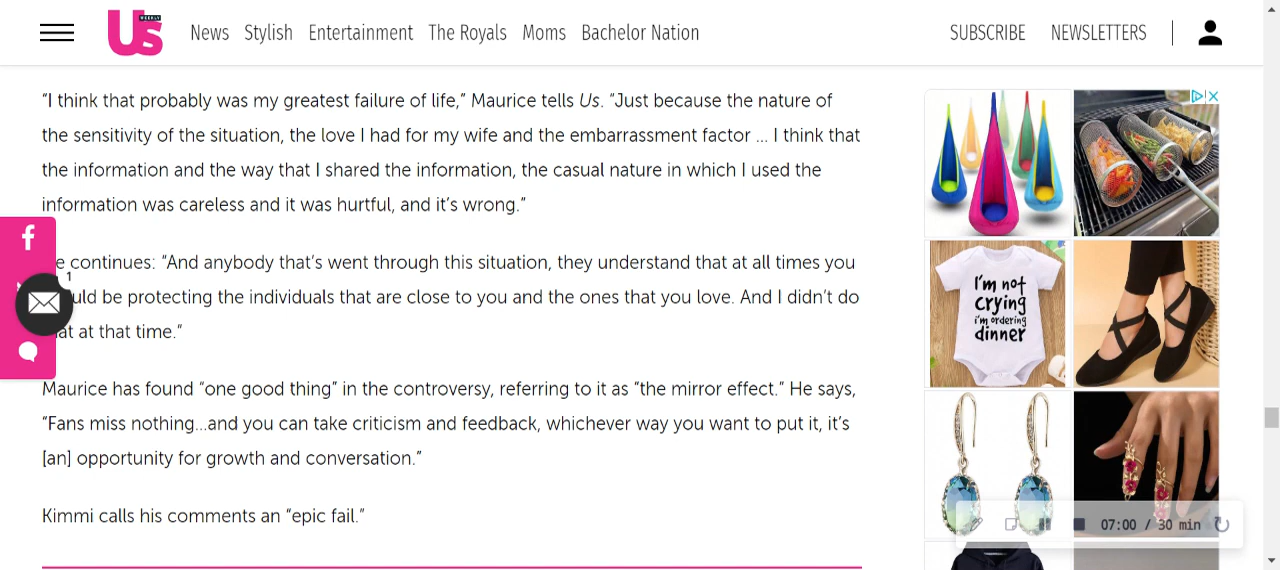 Us
WEEKLY
News Stylish Entertainment The Royals Moms Bachelor Nation
SUBSCRIBE NEWSLETTERS
“I think that probably was my greatest failure of life,” Maurice tells Us. “Just because the nature of
the sensitivity of the situation, the love I had for my wife and the embarrassment factor … I think that
the information and the way that I shared the information, the casual nature in which I used the
information was careless and it was hurtful, and it’s wrong.”
e continues: “And anybody that’s went through this situation, they understand that at all times you
uld be protecting the individuals that are close to you and the ones that you love. And I didn’t do
at at that time.”
Maurice has found “one good thing” in the controversy, referring to it as “the mirror effect.” He says,
“Fans miss nothing…and you can take criticism and feedback, whichever way you want to put it, it’s
[an] opportunity for growth and conversation.”
Kimmi calls his comments an “epic fail.”
f
1
I'm not
crying
i'm ordering
dinner
07:00 / 30 min